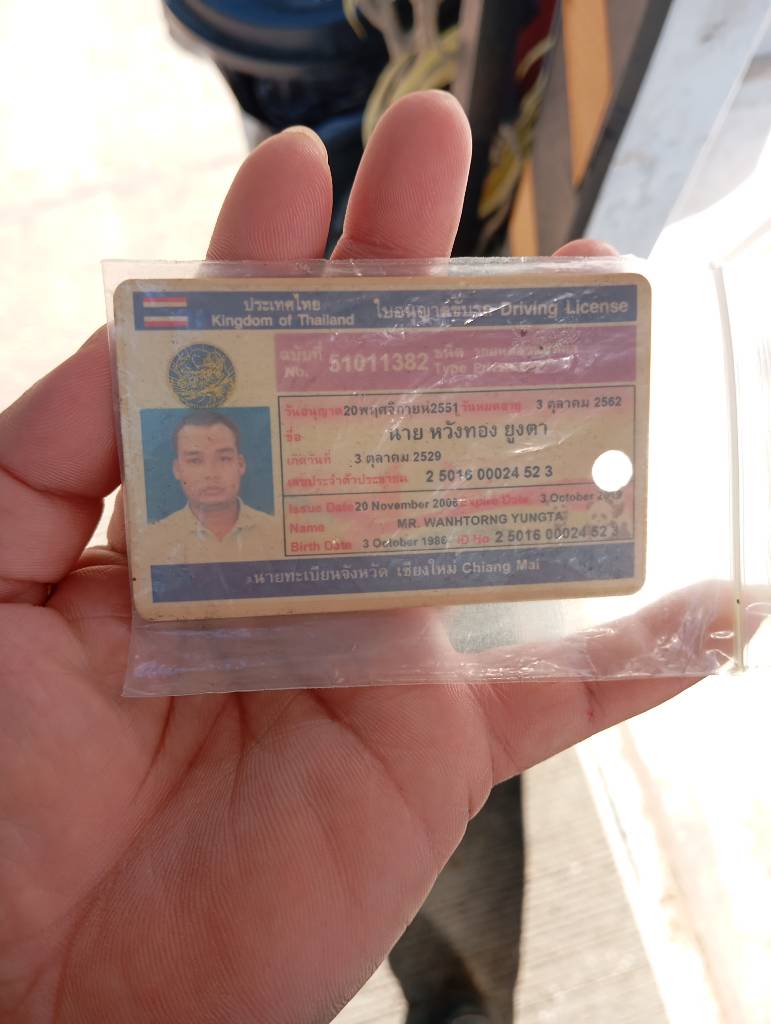 ประเทศไทย ใบอนุญาตขับรถ Driving License
Kingdom of Thailand
ฉบับที่ 51011382 ชนิด
No. Type
วันอนุญาต 20 พฤศจิกายน 2551 วันหมดอายุ 3 ตุลาคม 2562
ชื่อ นาย หวังทอง ยูงตา
เกิดวันที่ 3 ตุลาคม 2529
เลขประจำตัวประชาชน 2 5016 00024 52 3
Issue Date 20 November 2008 Expire Date 3 October
Name MR. WANHTORNG YUNGTA
Birth Date 3 October 1986 ID No 2 5016 00024 52 3
นายทะเบียนจังหวัด เชียงใหม่ Chiang Mai